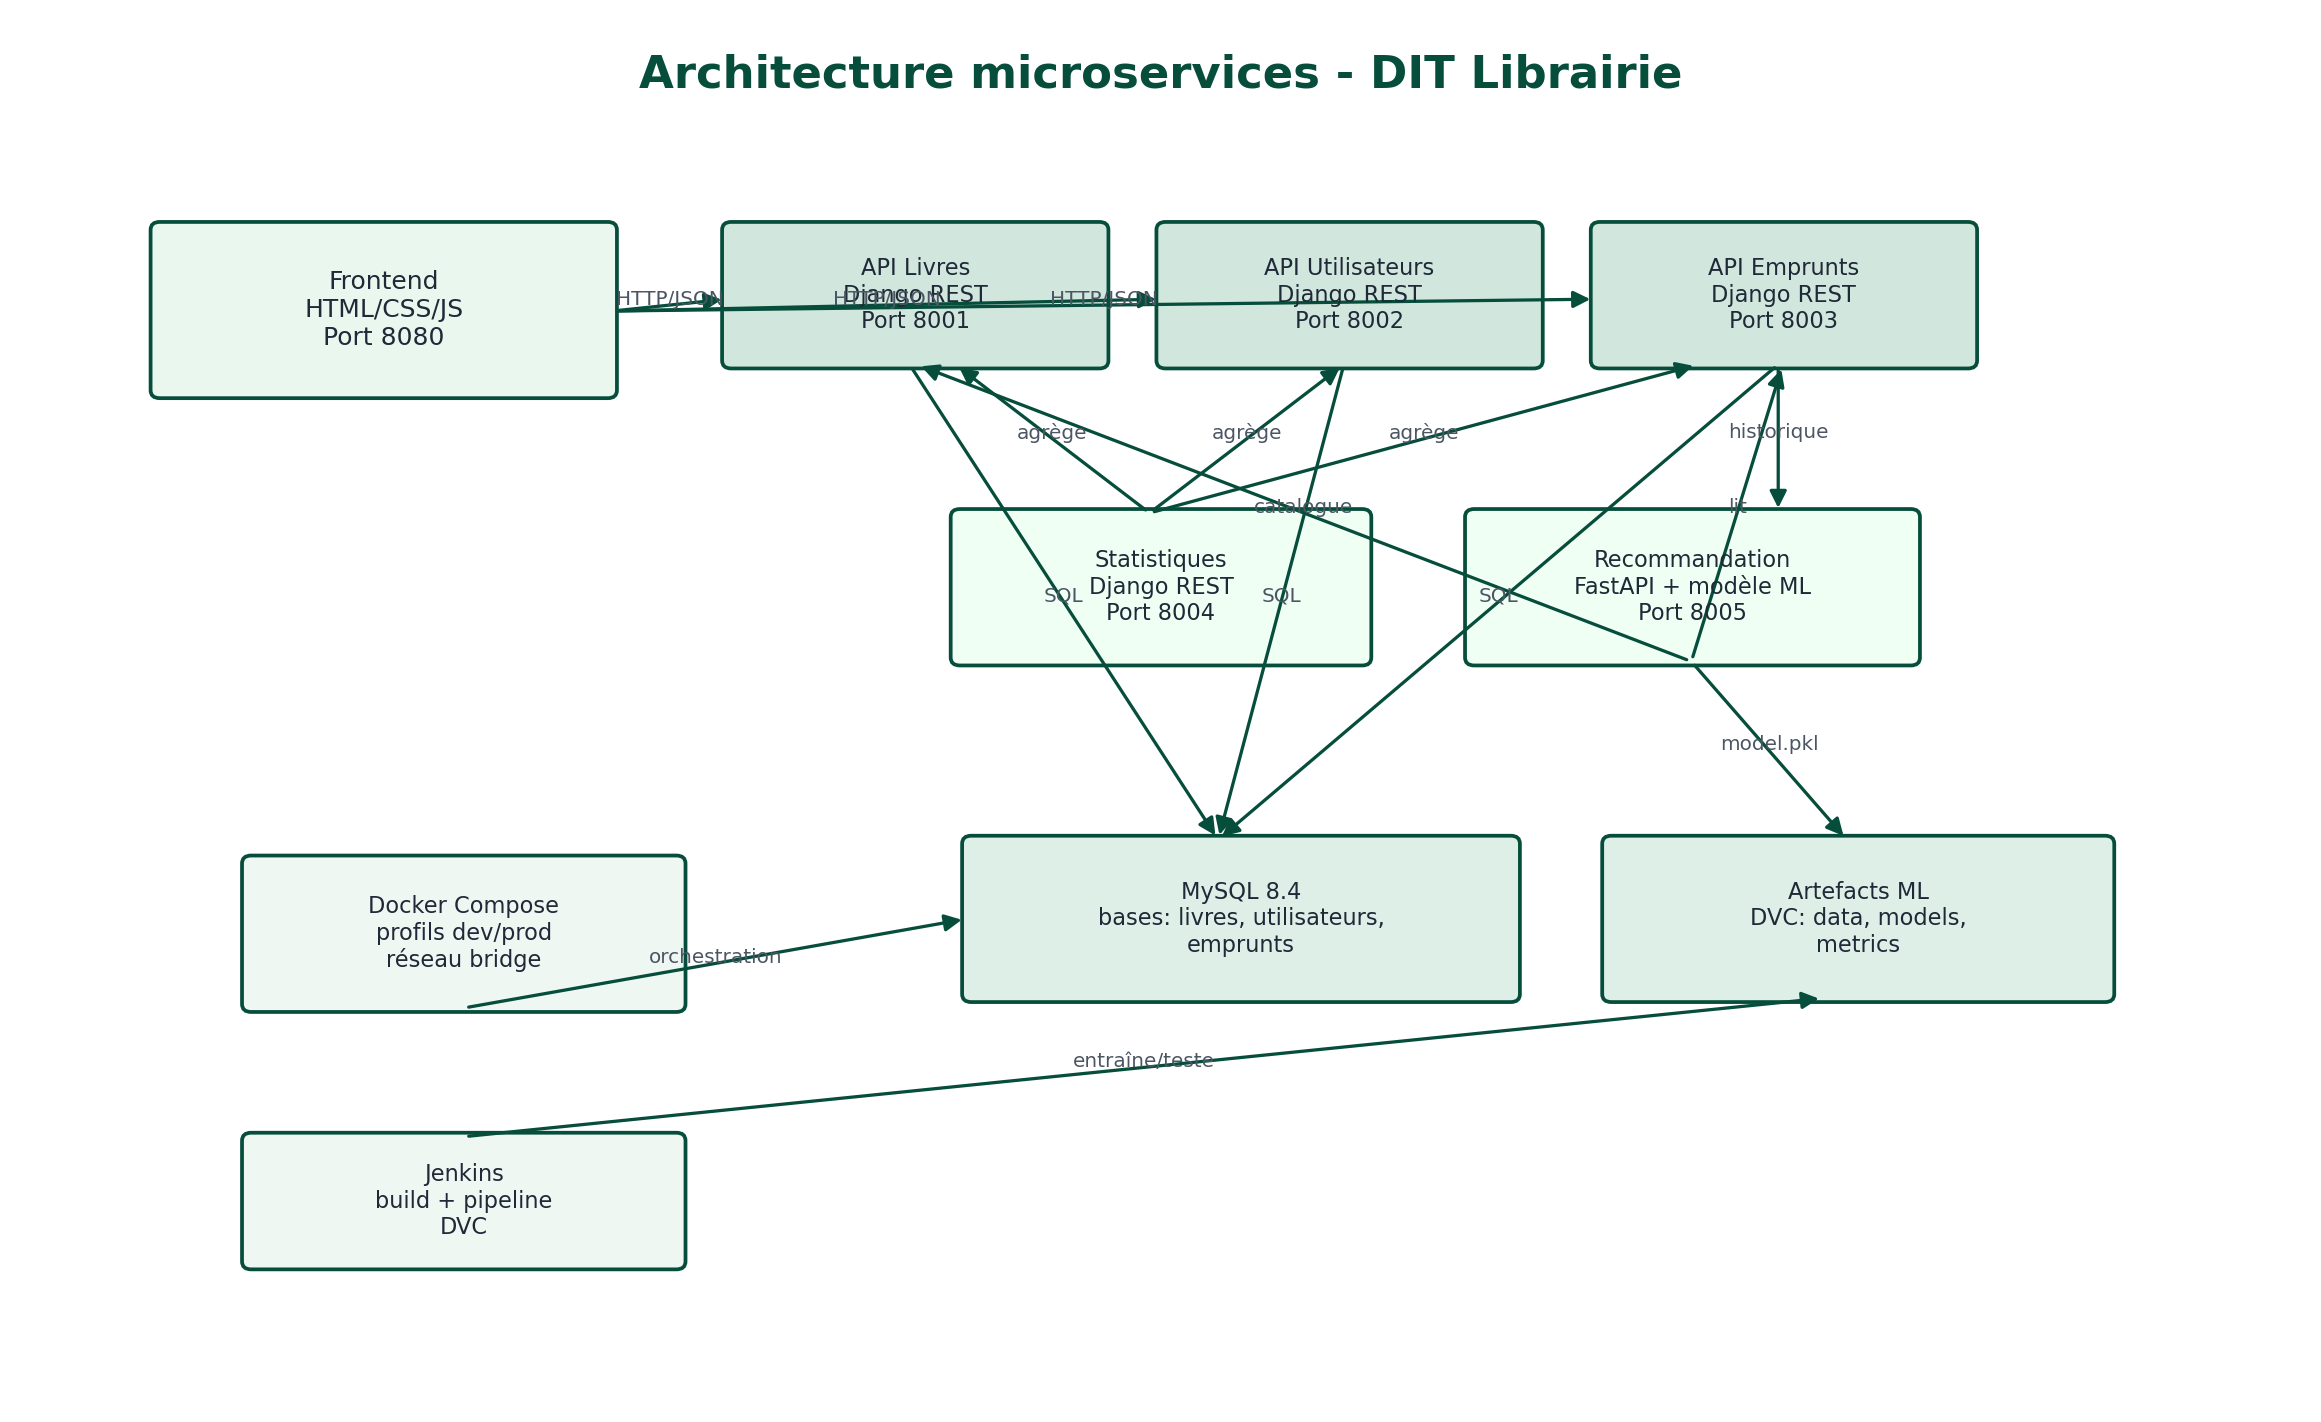 Architecture microservices - DIT Librairie
Frontend
HTML/CSS/JS
Port 8080
HTTP/JSON
API Livres
Django REST
Port 8001
HTTP/JSON
API Utilisateurs
Django REST
Port 8002
HTTP/JSON
API Emprunts
Django REST
Port 8003
agrège
agrège
agrège
historique
catalogue
lit
Statistiques
Django REST
Port 8004
Recommandation
FastAPI + modèle ML
Port 8005
SQL
SQL
SQL
model.pkl
Docker Compose
profils dev/prod
réseau bridge
orchestration
MySQL 8.4
bases: livres, utilisateurs,
emprunts
Artefacts ML
DVC: data, models,
metrics
entraîne/teste
Jenkins
build + pipeline
DVC